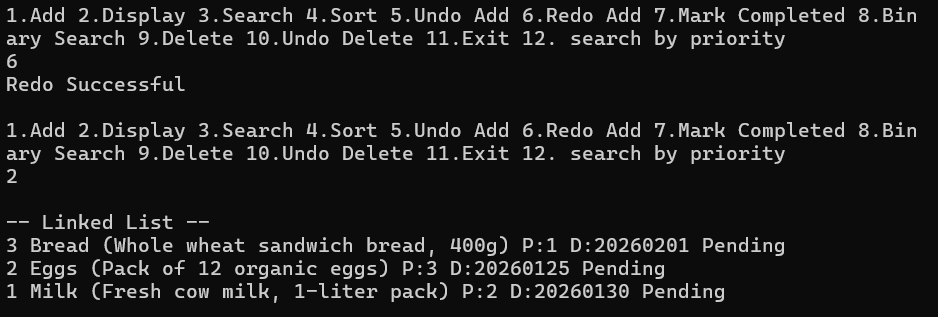 1.Add 2.Display 3.Search 4.Sort 5.Undo Add 6.Redo Add 7.Mark Completed 8.Bin
ary Search 9.Delete 10.Undo Delete 11.Exit 12. search by priority
6
Redo Successful
1.Add 2.Display 3.Search 4.Sort 5.Undo Add 6.Redo Add 7.Mark Completed 8.Bin
ary Search 9.Delete 10.Undo Delete 11.Exit 12. search by priority
2
-- Linked List --
3 Bread (Whole wheat sandwich bread, 400g) P:1 D:20260201 Pending
2 Eggs (Pack of 12 organic eggs) P:3 D:20260125 Pending
1 Milk (Fresh cow milk, 1-liter pack) P:2 D:20260130 Pending